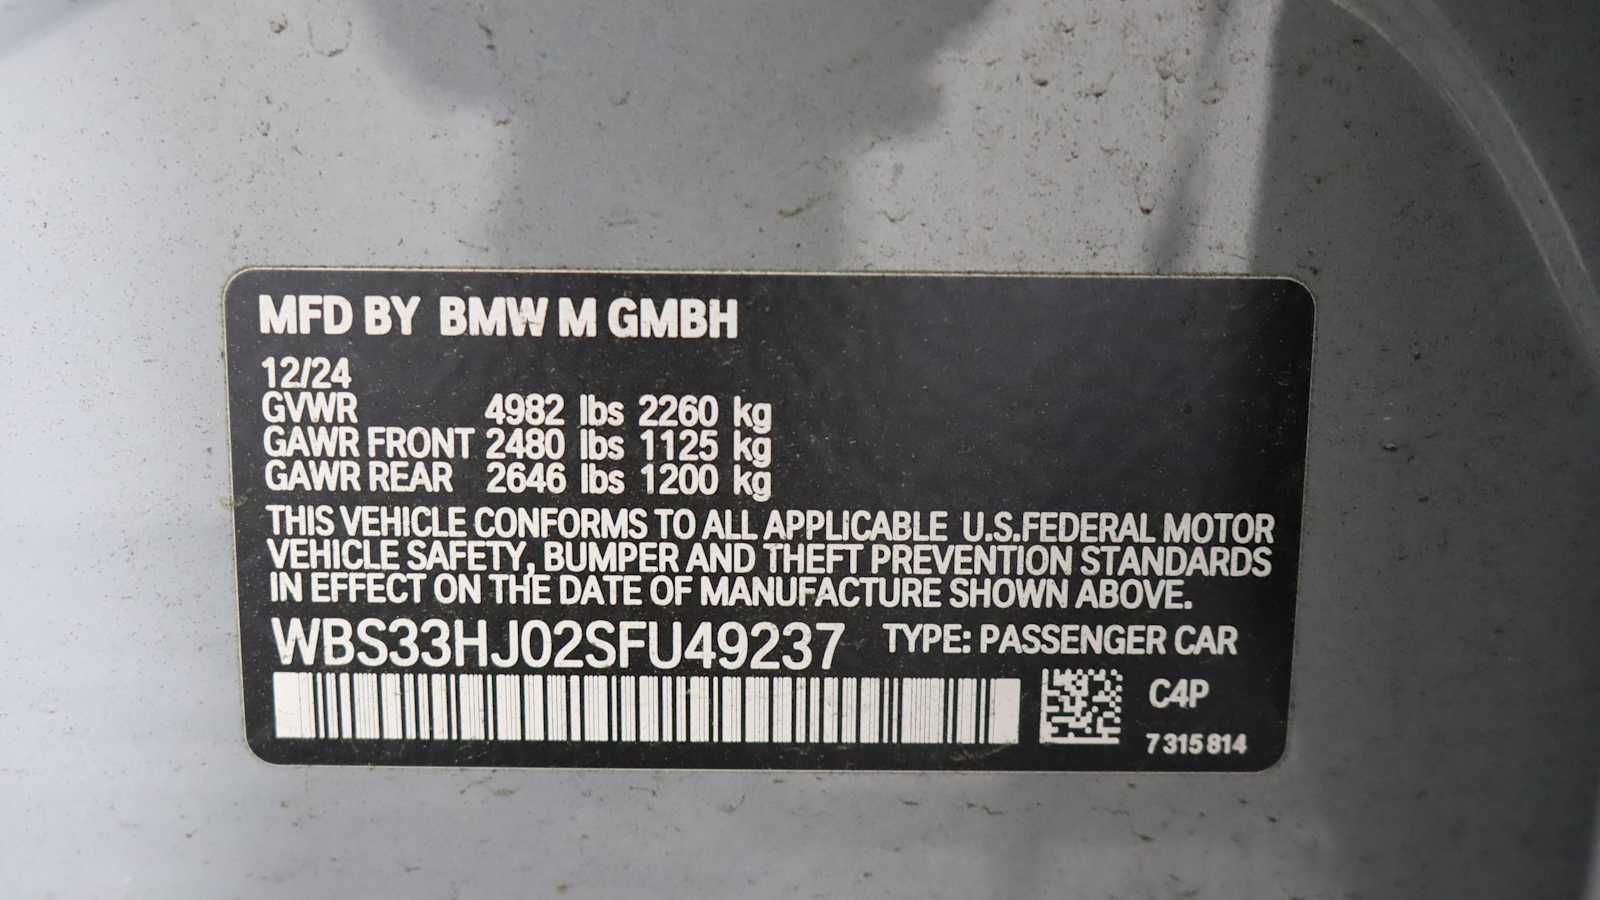 MFD BY BMW M GMBH
12/24
GVWR 4982 lbs 2260 kg
GAWR FRONT 2480 lbs 1125 kg
GAWR REAR 2646 lbs 1200 kg
THIS VEHICLE CONFORMS TO ALL APPLICABLE U.S.FEDERAL MOTOR
VEHICLE SAFETY, BUMPER AND THEFT PREVENTION STANDARDS
IN EFFECT ON THE DATE OF MANUFACTURE SHOWN ABOVE.
WBS33HJ02SFU49237 TYPE: PASSENGER CAR
C4P
7 315 814